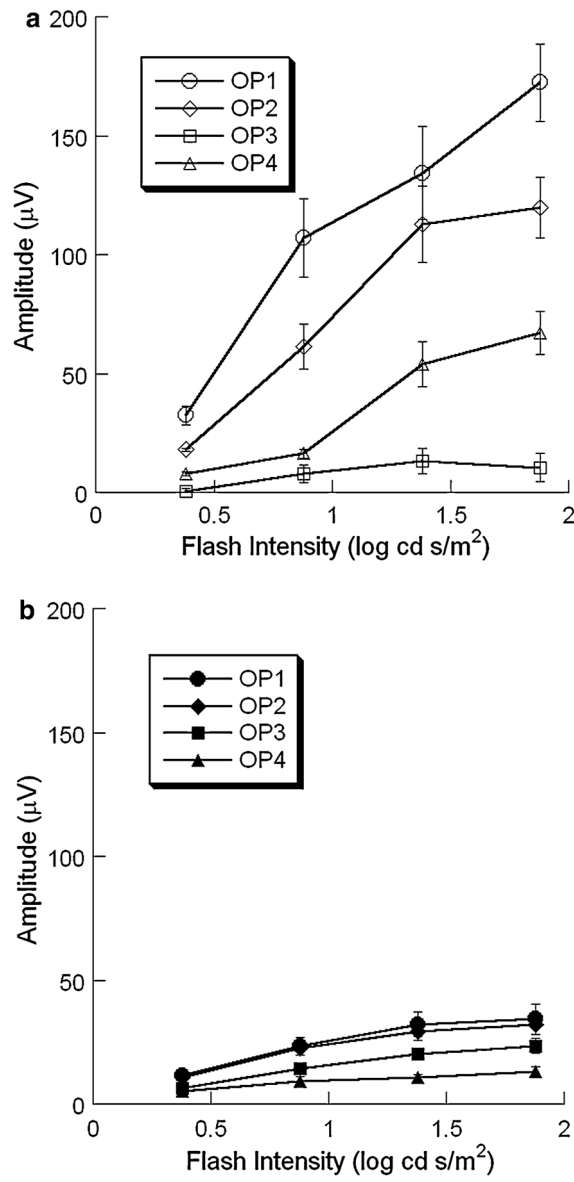 a
200
OP1
OP2
OP3
OP4
150
100
50
0
Amplitude (μV)
0
0.5
1
1.5
2
Flash Intensity (log cd s/m²)
b
200
OP1
OP2
OP3
OP4
150
100
50
0
Amplitude (μV)
0
0.5
1
1.5
2
Flash Intensity (log cd s/m²)